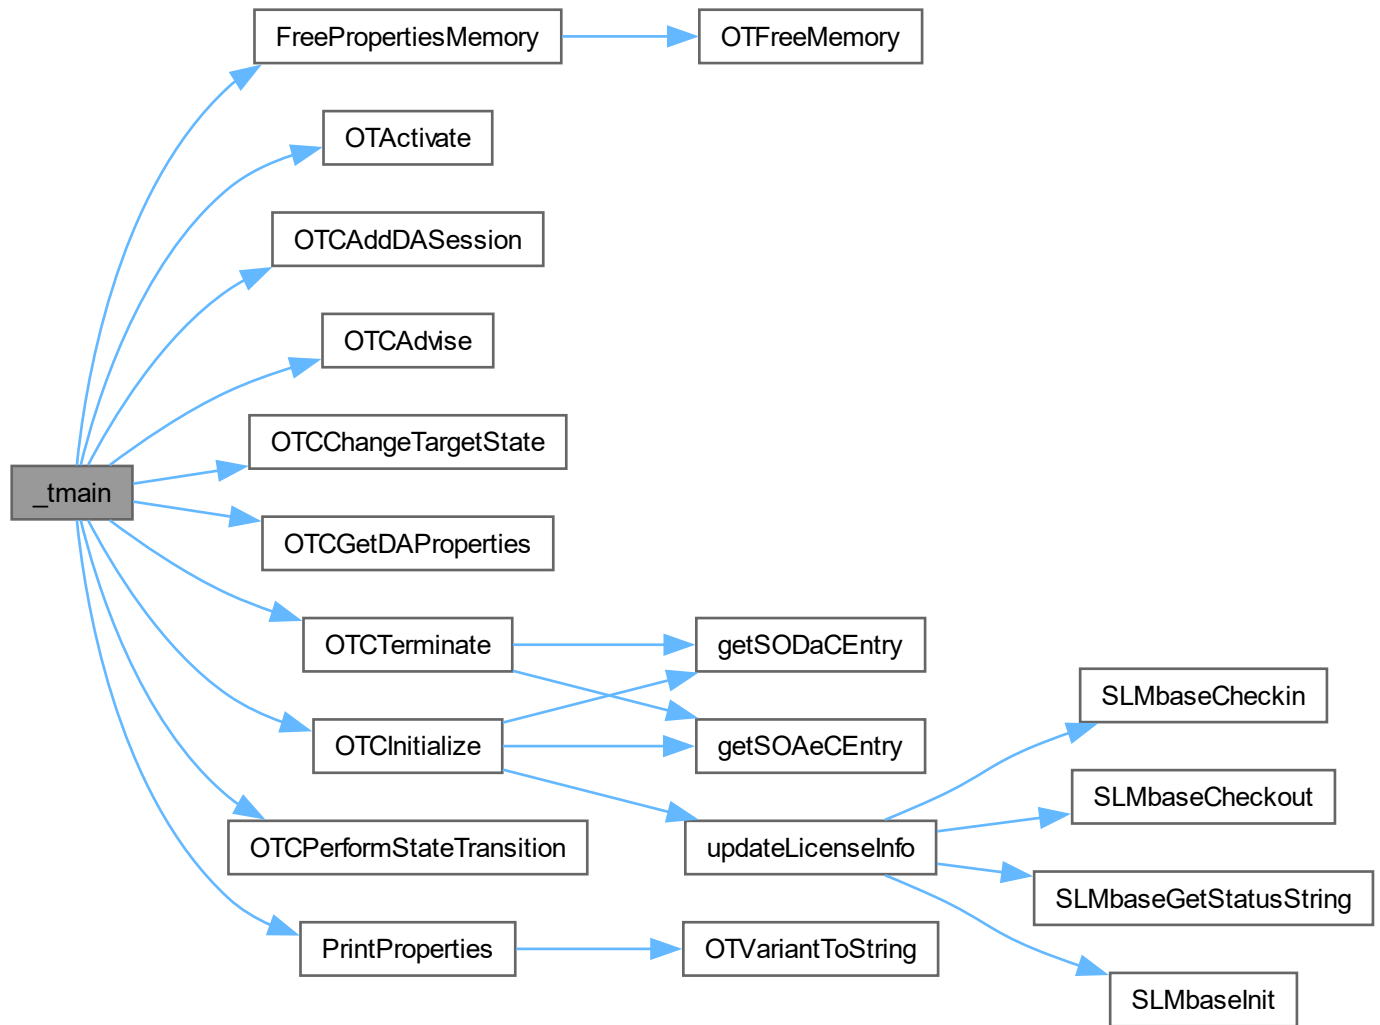 FreePropertiesMemory
OTFreeMemory
OTActivate
OTCAddDASession
OTCAdvise
OTCChangeTargetState
_tmain
OTCGetDAProperties
OTCTerminate
getSODaCEntry
SLMbaseCheckin
OTCInitialize
getSOAeCEntry
SLMbaseCheckout
OTCPerformStateTransition
updateLicenseInfo
SLMbaseGetStatusString
PrintProperties
OTVariantToString
SLMbaseInit